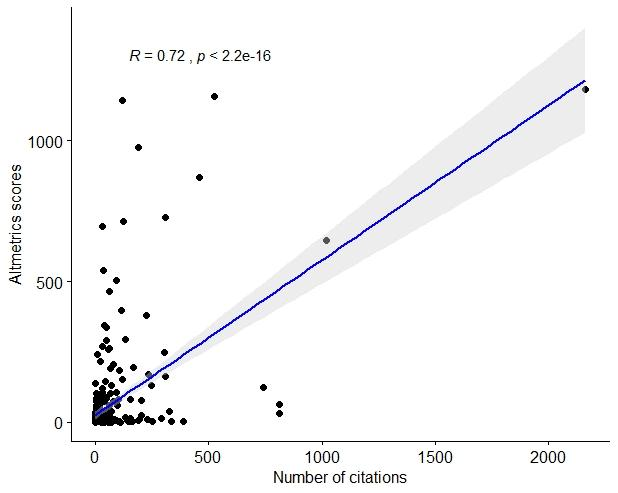 R = 0.72 , p < 2.2e-16
1000
500
0
Altmetrics scores
0 500 1000 1500 2000
Number of citations